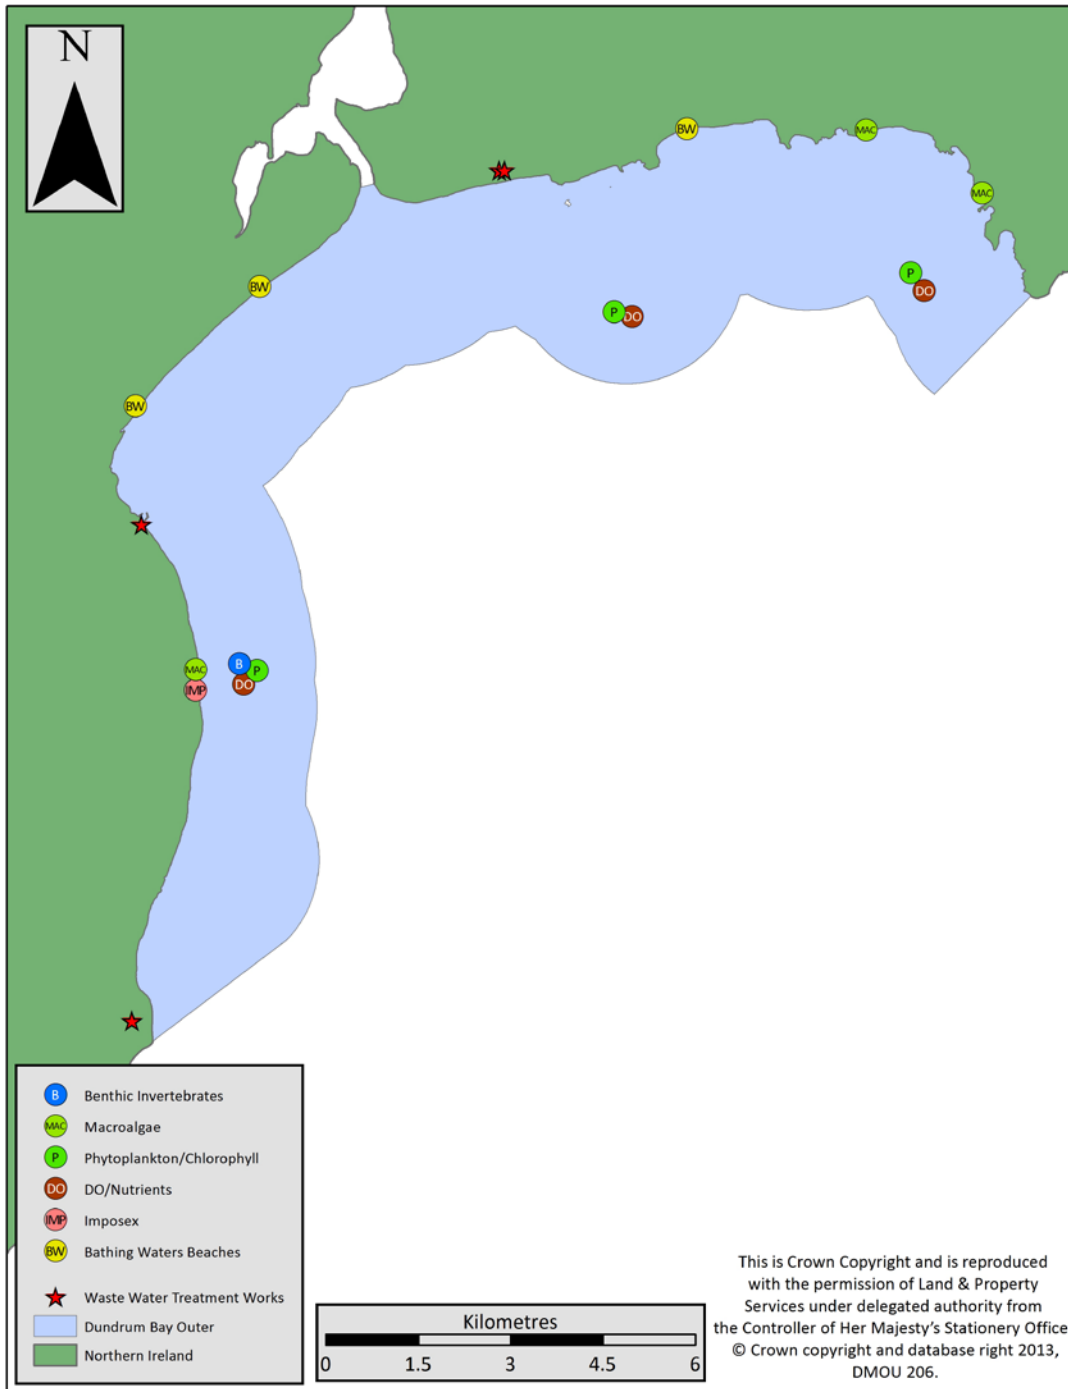 N
BW
MAC
MAC
P
DO
BW
P
DO
BW
B
MAC
P
DO
IMP
B Benthic Invertebrates
MAC Macroalgae
P Phytoplankton/Chlorophyll
DO DO/Nutrients
IMP Imposex
BW Bathing Waters Beaches
Waste Water Treatment Works
Dundrum Bay Outer
Northern Ireland
Kilometres
0 1.5 3 4.5 6
This is Crown Copyright and is reproduced
with the permission of Land & Property
Services under delegated authority from
the Controller of Her Majesty's Stationery Office
© Crown copyright and database right 2013,
DMOU 206.